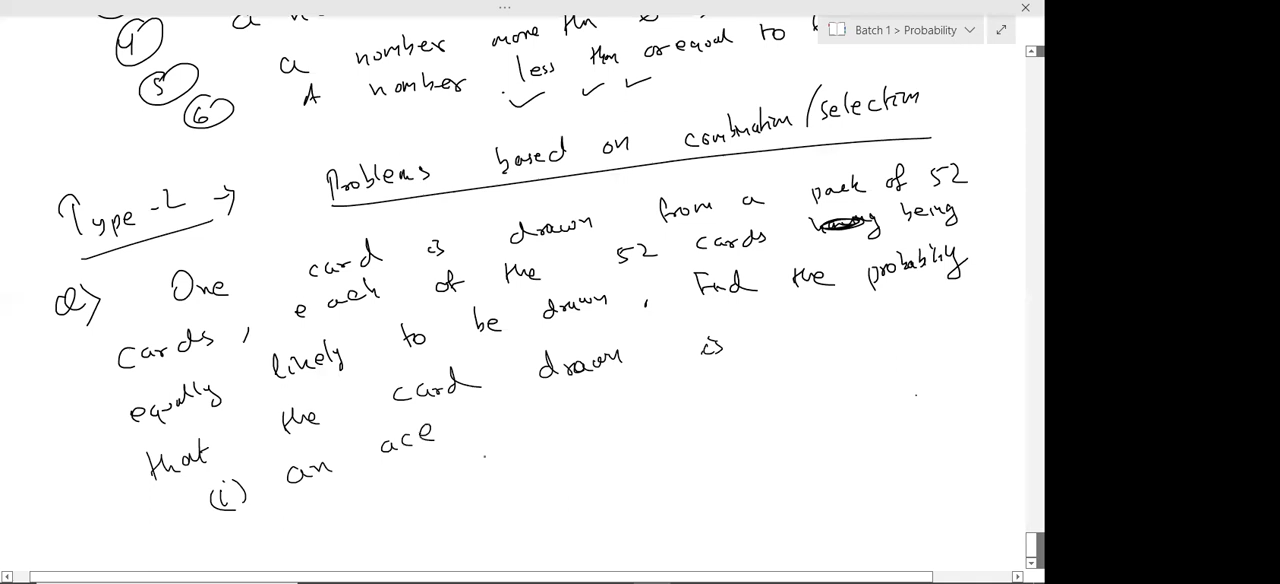 Batch 1 > Probability
4
a number more thn
5
A number less thn or equal to
6
Type-2 → Problems based on combination/selection
Q> One card is drawn from a pack of 52
cards, each of the 52 cards being
equally likely to be drawn. Find the probability
that the card drawn is
(i) an ace